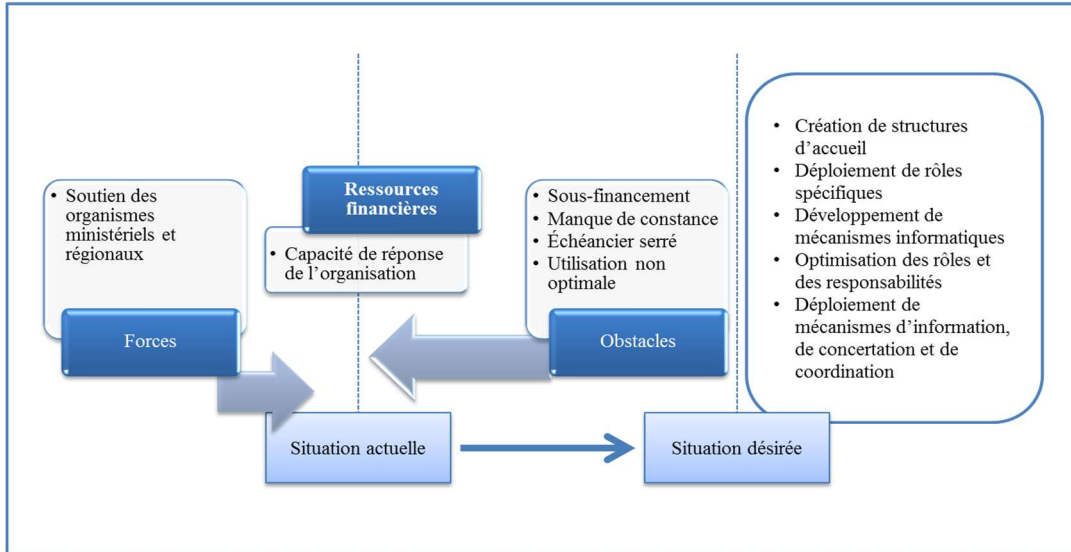 • Soutien des
organismes
ministériels et
régionaux
Forces
Ressources
financières
• Capacité de réponse
de l’organisation
• Sous-financement
• Manque de constance
• Échéancier serré
• Utilisation non
optimale
Obstacles
• Création de structures
d’accueil
• Déploiement de rôles
spécifiques
• Développement de
mécanismes informatiques
• Optimisation des rôles et
des responsabilités
• Déploiement de
mécanismes d’information,
de concertation et de
coordination
Situation actuelle
Situation désirée